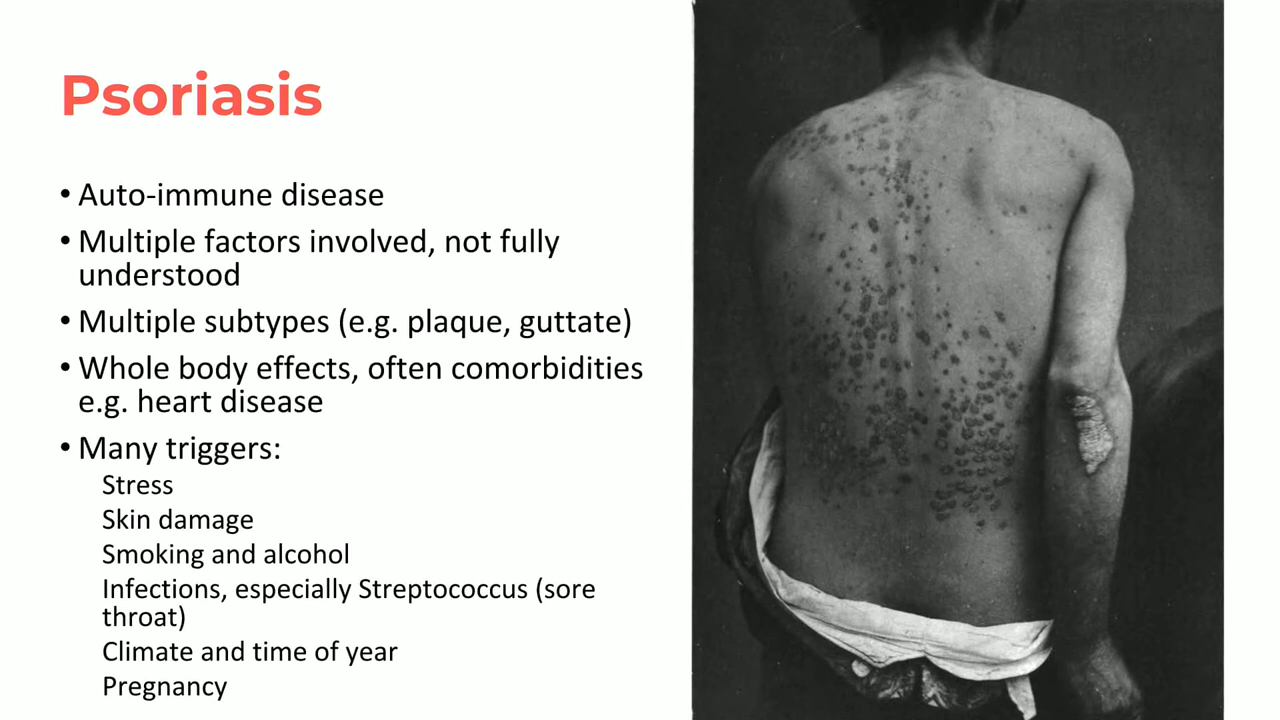 Psoriasis
• Auto-immune disease
• Multiple factors involved, not fully
understood
• Multiple subtypes (e.g. plaque, guttate)
• Whole body effects, often comorbidities
e.g. heart disease
• Many triggers:
Stress
Skin damage
Smoking and alcohol
Infections, especially Streptococcus (sore
throat)
Climate and time of year
Pregnancy